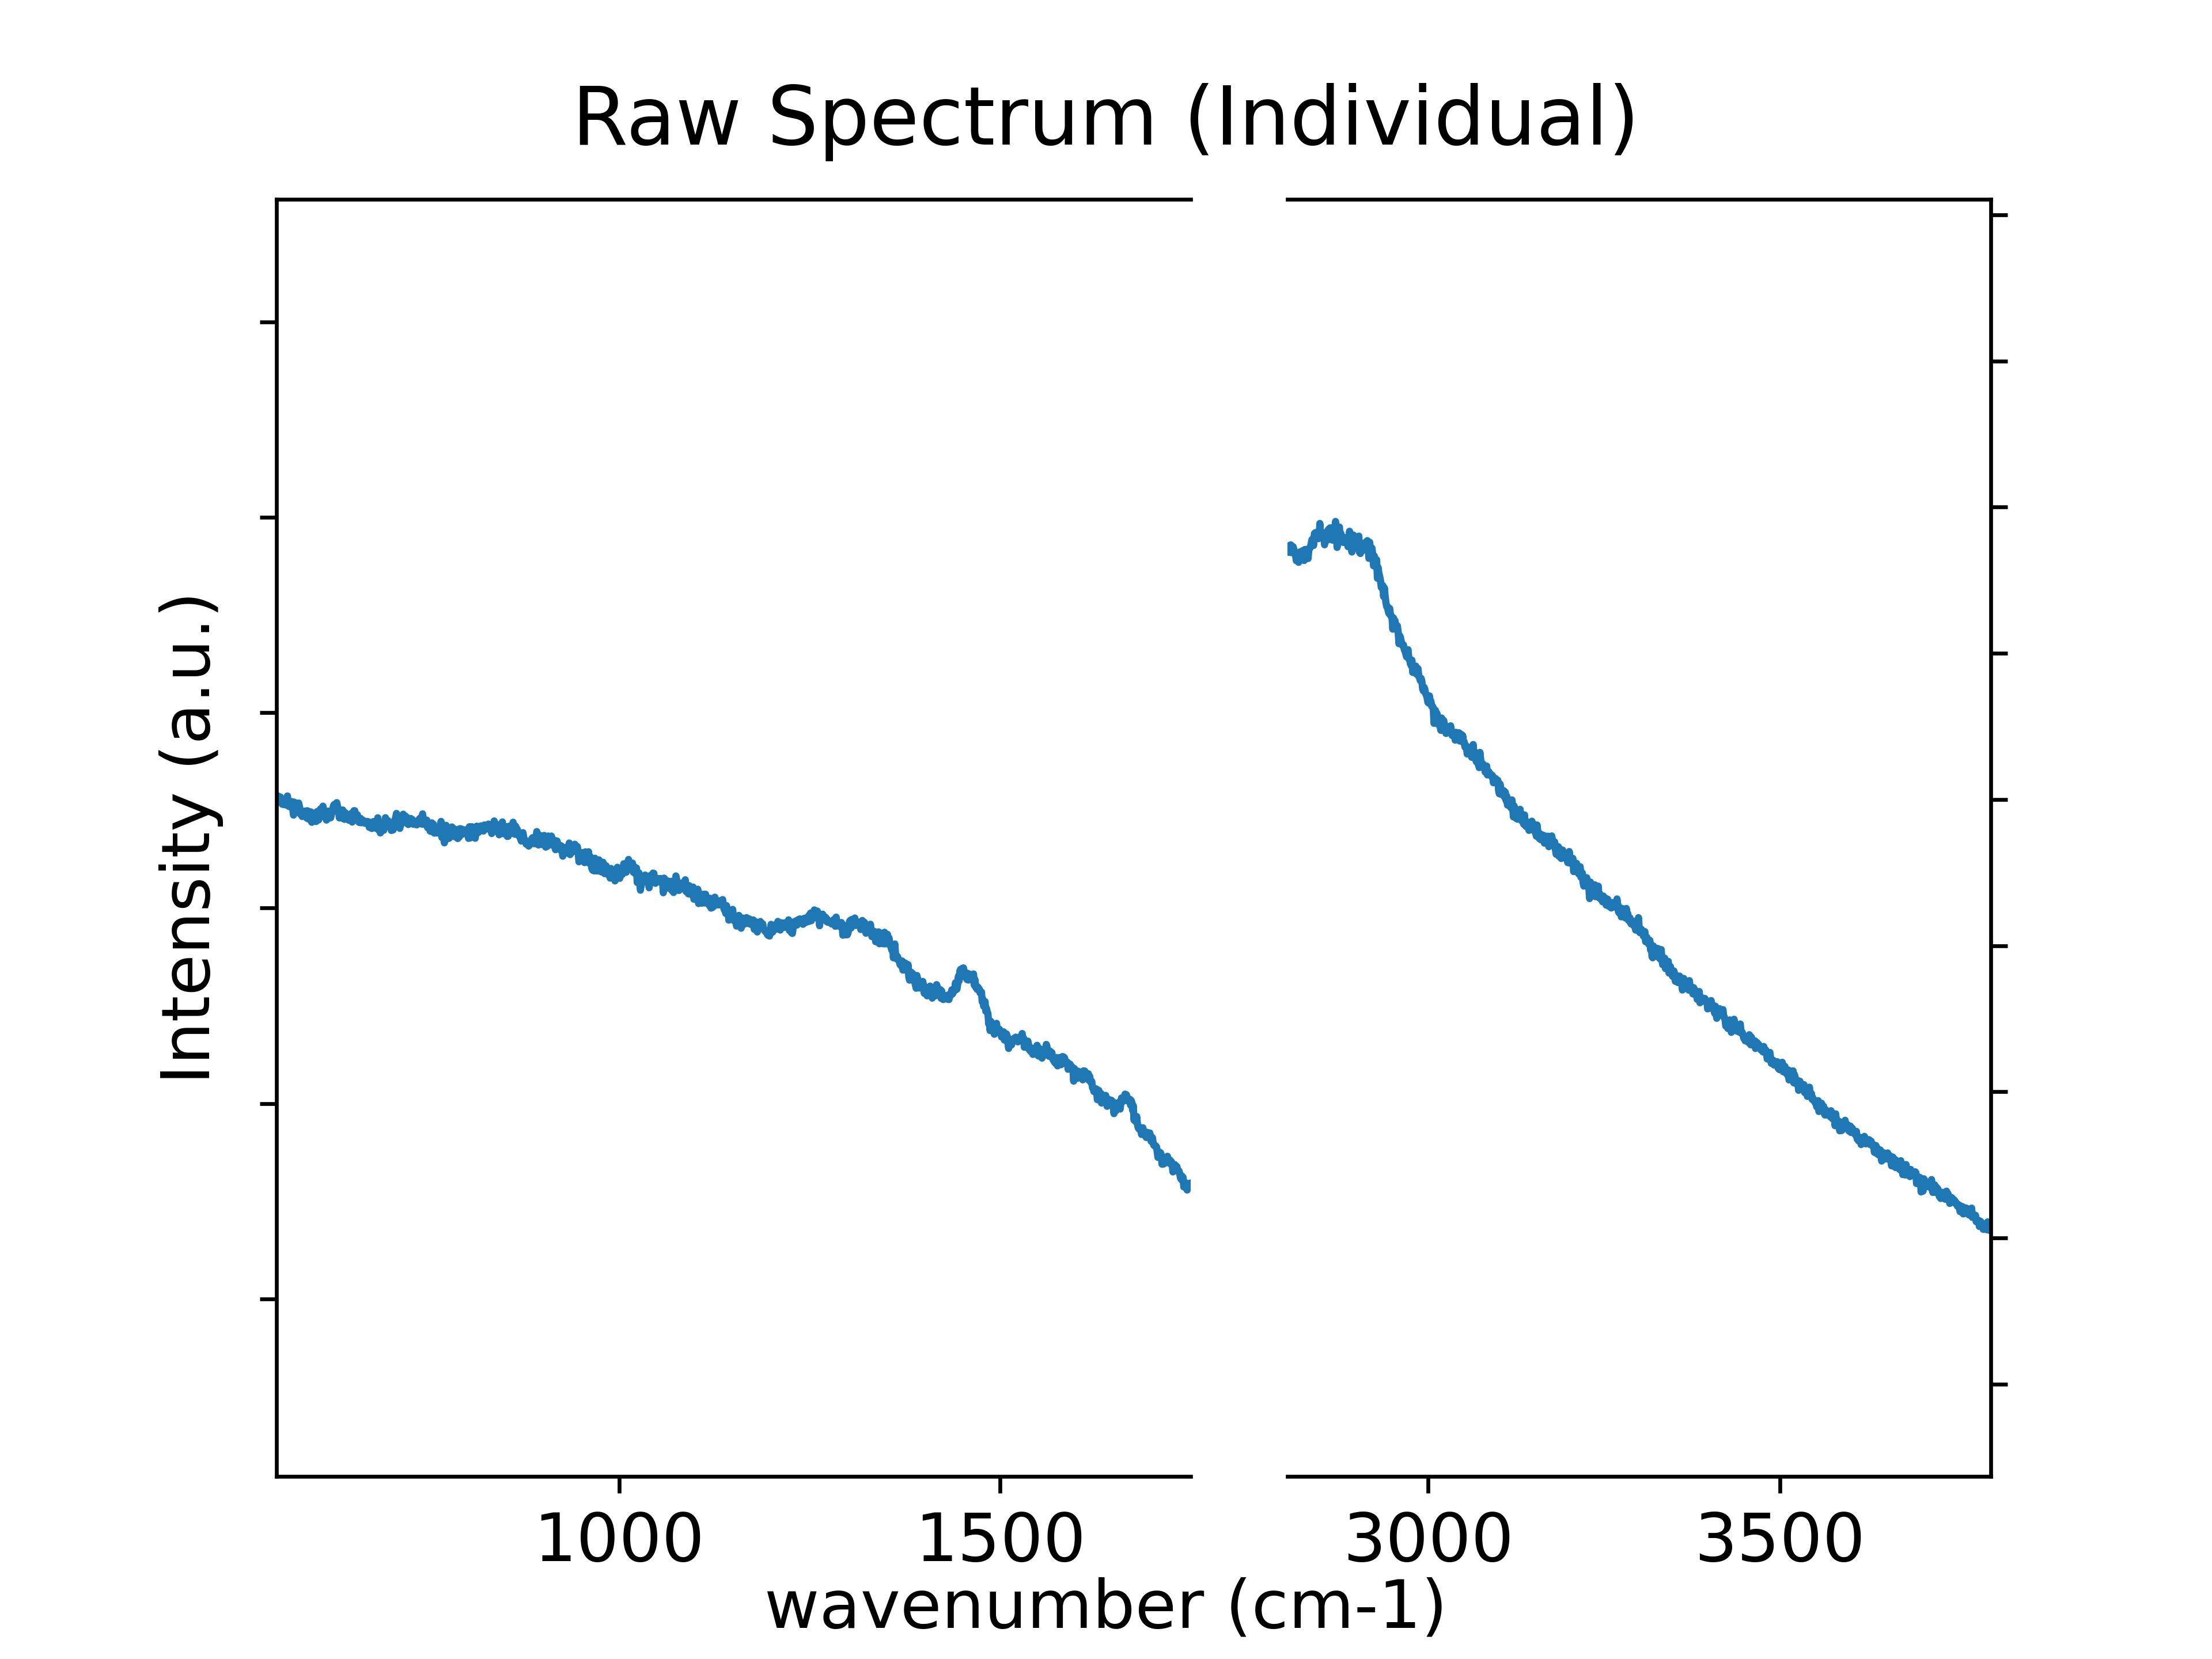 Raw Spectrum (Individual)
Intensity (a.u.)
1000 1500 3000 3500
wavenumber (cm-1)